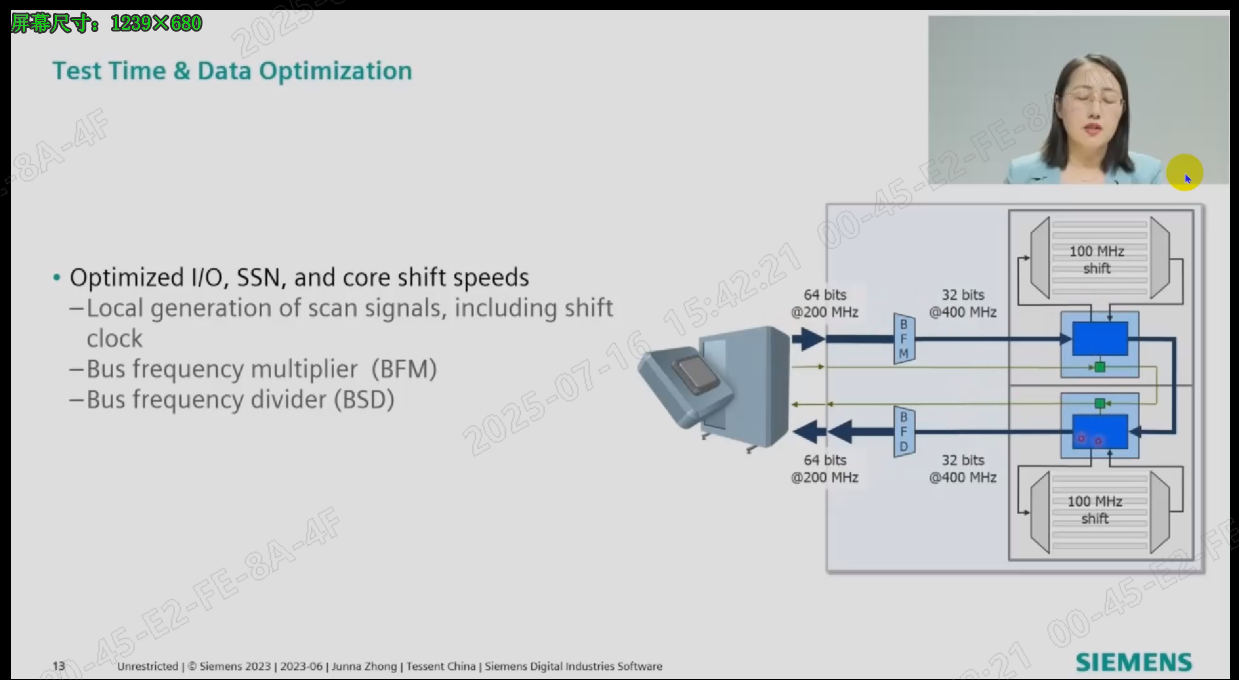 屏幕尺寸：1239×680
Test Time & Data Optimization
• Optimized I/O, SSN, and core shift speeds
–Local generation of scan signals, including shift
clock
–Bus frequency multiplier (BFM)
–Bus frequency divider (BSD)
64 bits
@200 MHz
BFM
32 bits
@400 MHz
100 MHz
shift
64 bits
@200 MHz
BFD
32 bits
@400 MHz
100 MHz
shift
2025-07-16 15:42:21 00-45-E2-FE-8A-4F
13
Unrestricted | © Siemens 2023 | 2023-06 | Junna Zhong | Tessent China | Siemens Digital Industries Software
SIEMENS